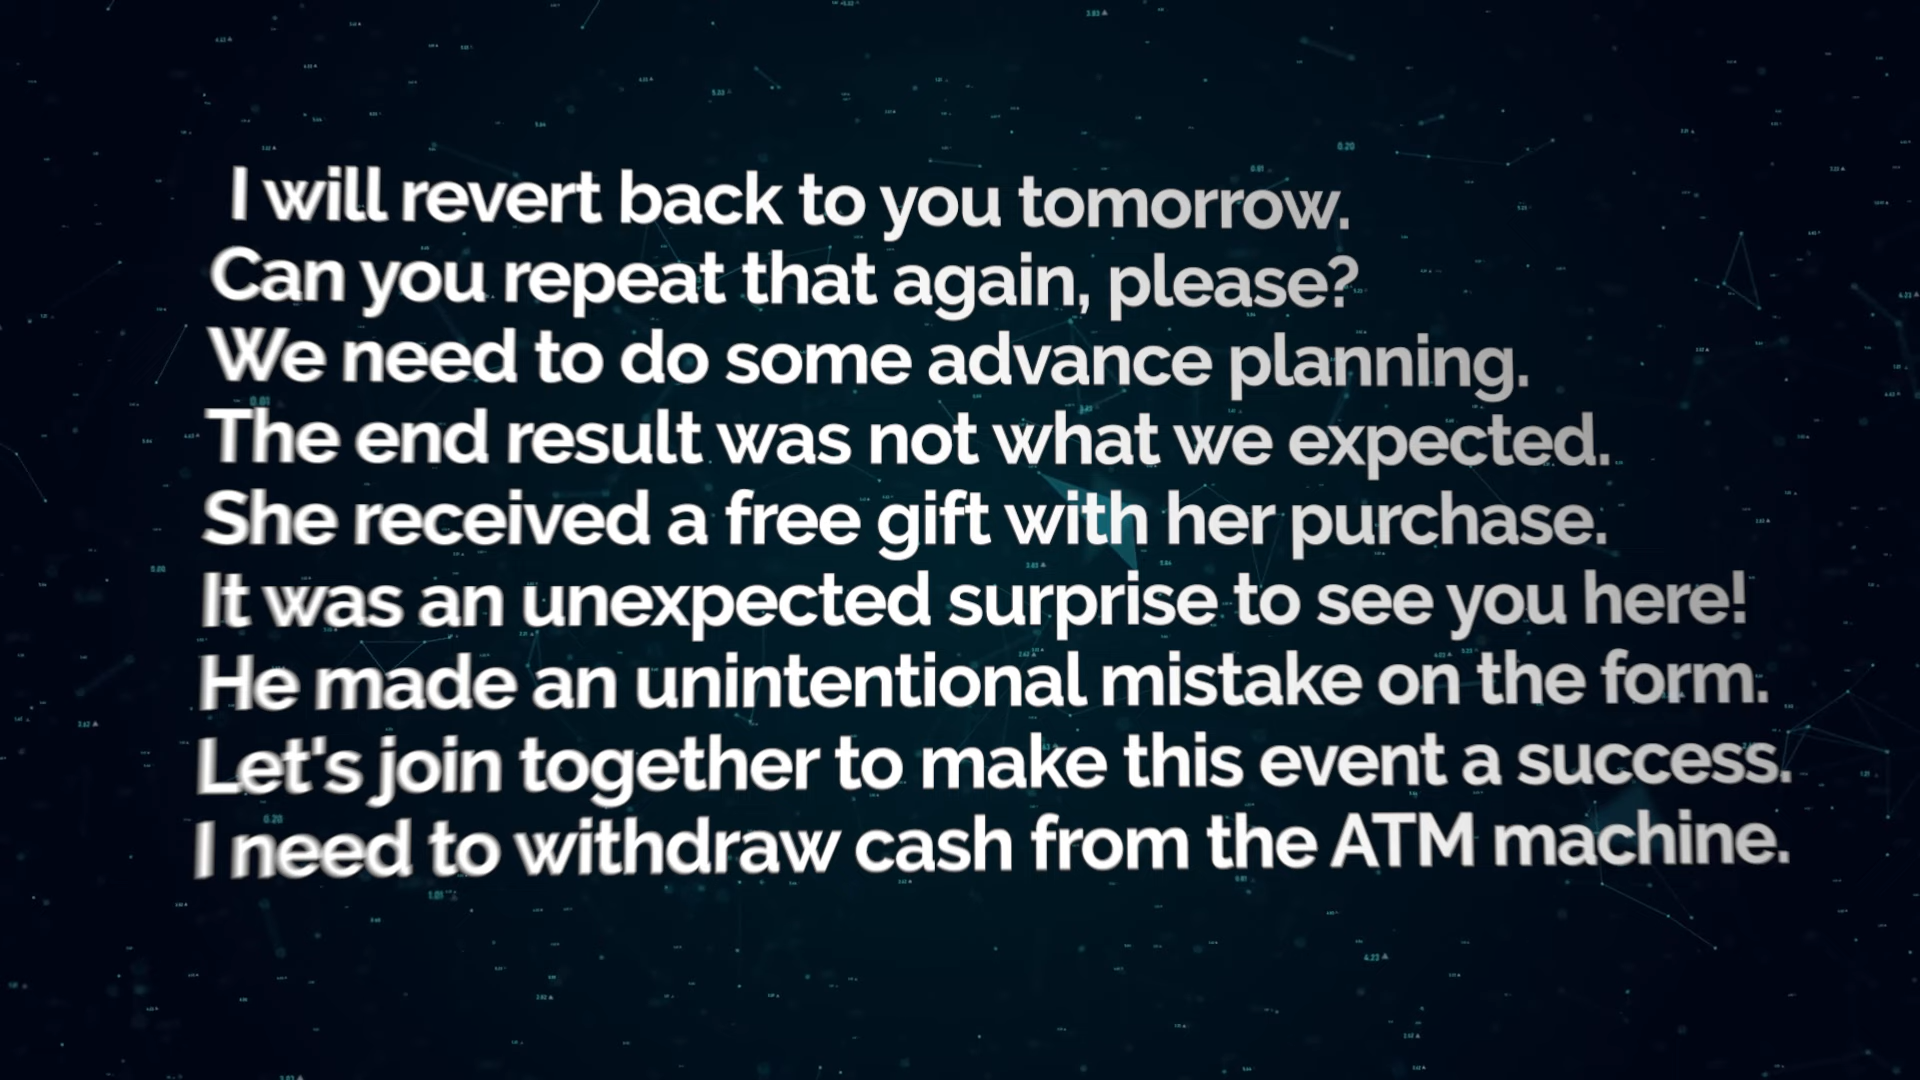 I will revert back to you tomorrow.
Can you repeat that again, please?
We need to do some advance planning.
The end result was not what we expected.
She received a free gift with her purchase.
It was an unexpected surprise to see you here!
He made an unintentional mistake on the form.
Let's join together to make this event a success.
I need to withdraw cash from the ATM machine.